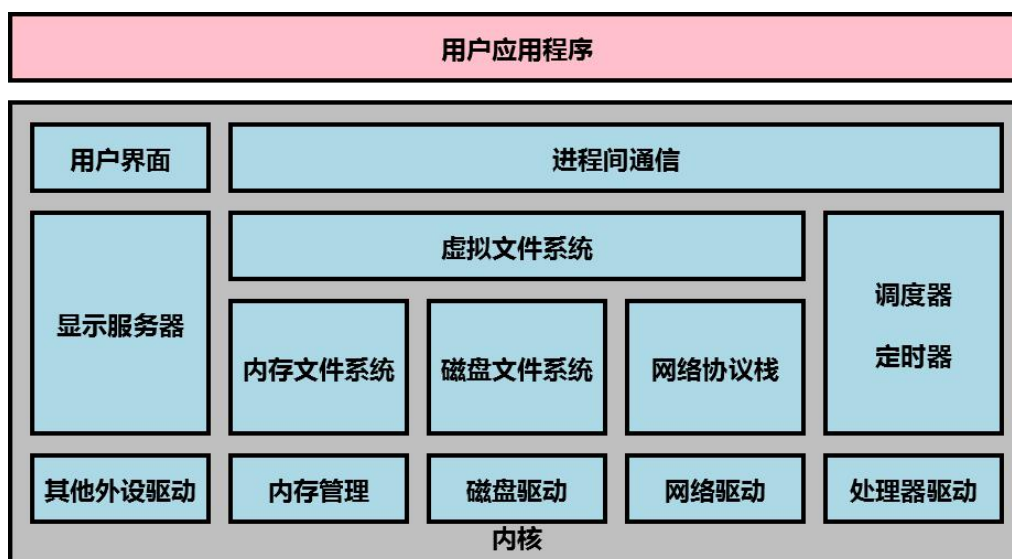 用户应用程序
用户界面
进程间通信
显示服务器
虚拟文件系统
调度器
定时器
内存文件系统
磁盘文件系统
网络协议栈
其他外设驱动
内存管理
磁盘驱动
网络驱动
处理器驱动
内核